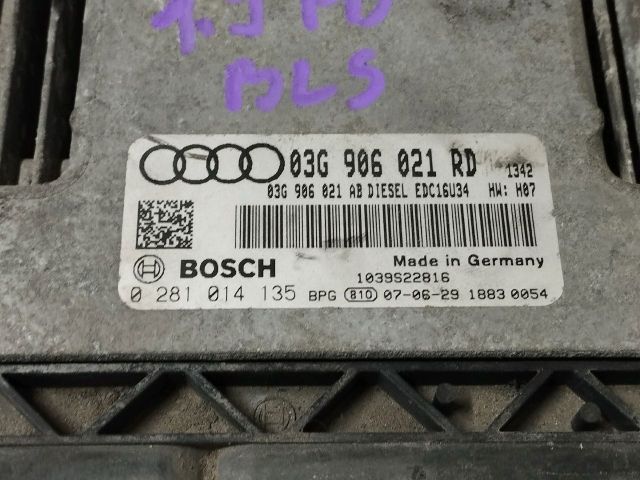 1.9 PD
BLS
03G 906 021 RD 1342
03G 906 021 AB DIESEL EDC16U34 HW: H07
BOSCH Made in Germany
1039S22816
0 281 014 135 BPG 810 07-06-29 1883 0054